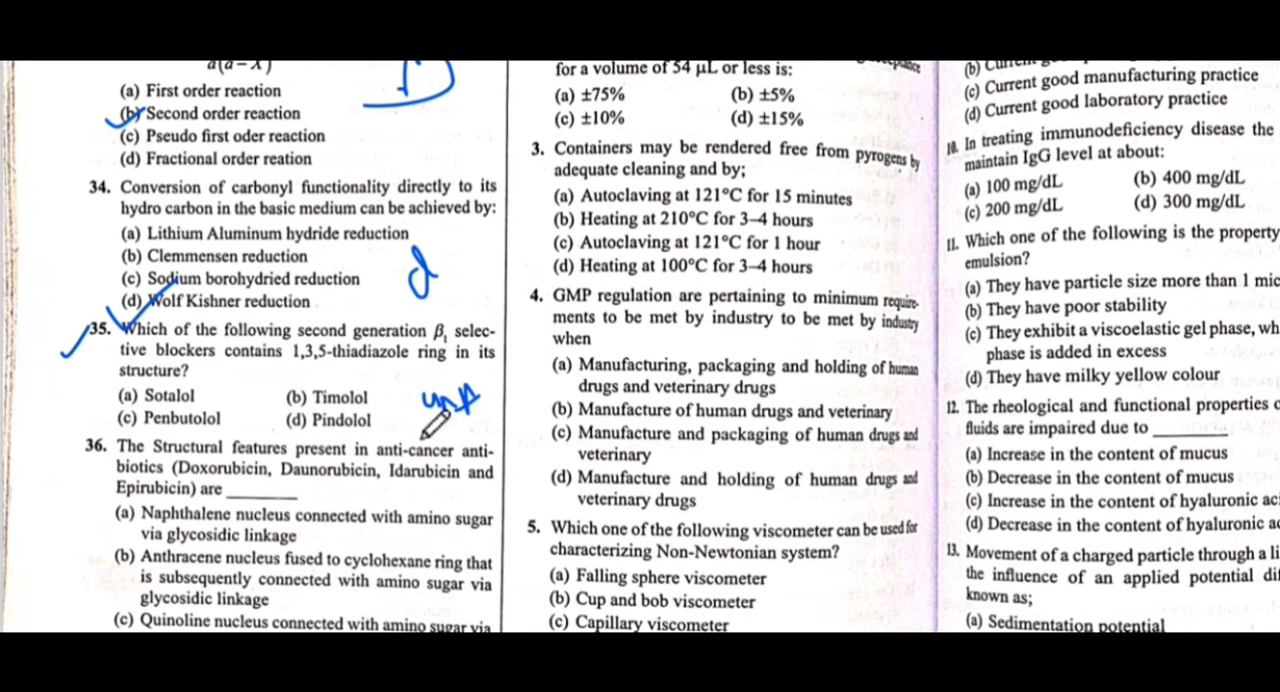 a(a – X)
(a) First order reaction
(b) Second order reaction
(c) Pseudo first oder reaction
(d) Fractional order reation
34. Conversion of carbonyl functionality directly to its
hydro carbon in the basic medium can be achieved by:
(a) Lithium Aluminum hydride reduction
(b) Clemmensen reduction
(c) Sodium borohydried reduction
(d) Wolf Kishner reduction
d
35. Which of the following second generation β₁ selec-
tive blockers contains 1,3,5-thiadiazole ring in its
structure?
(a) Sotalol (b) Timolol
(c) Penbutolol (d) Pindolol
36. The Structural features present in anti-cancer anti-
biotics (Doxorubicin, Daunorubicin, Idarubicin and
Epirubicin) are ________
(a) Naphthalene nucleus connected with amino sugar
via glycosidic linkage
(b) Anthracene nucleus fused to cyclohexane ring that
is subsequently connected with amino sugar via
glycosidic linkage
(c) Quinoline nucleus connected with amino sugar via
for a volume of 54 μL or less is:
(a) ±75% (b) ±5%
(c) ±10% (d) ±15%
3. Containers may be rendered free from pyrogens by
adequate cleaning and by;
(a) Autoclaving at 121°C for 15 minutes
(b) Heating at 210°C for 3–4 hours
(c) Autoclaving at 121°C for 1 hour
(d) Heating at 100°C for 3–4 hours
4. GMP regulation are pertaining to minimum require-
ments to be met by industry to be met by industry
when
(a) Manufacturing, packaging and holding of human
drugs and veterinary drugs
(b) Manufacture of human drugs and veterinary
(c) Manufacture and packaging of human drugs and
veterinary
(d) Manufacture and holding of human drugs and
veterinary drugs
5. Which one of the following viscometer can be used for
characterizing Non-Newtonian system?
(a) Falling sphere viscometer
(b) Cup and bob viscometer
(c) Capillary viscometer
(b) Current
(c) Current good manufacturing practice
(d) Current good laboratory practice
10. In treating immunodeficiency disease the
maintain IgG level at about:
(a) 100 mg/dL (b) 400 mg/dL
(c) 200 mg/dL (d) 300 mg/dL
11. Which one of the following is the property
emulsion?
(a) They have particle size more than 1 mic
(b) They have poor stability
(c) They exhibit a viscoelastic gel phase, wh
phase is added in excess
(d) They have milky yellow colour
12. The rheological and functional properties o
fluids are impaired due to ________
(a) Increase in the content of mucus
(b) Decrease in the content of mucus
(c) Increase in the content of hyaluronic aci
(d) Decrease in the content of hyaluronic ac
13. Movement of a charged particle through a li
the influence of an applied potential dif
known as;
(a) Sedimentation potential